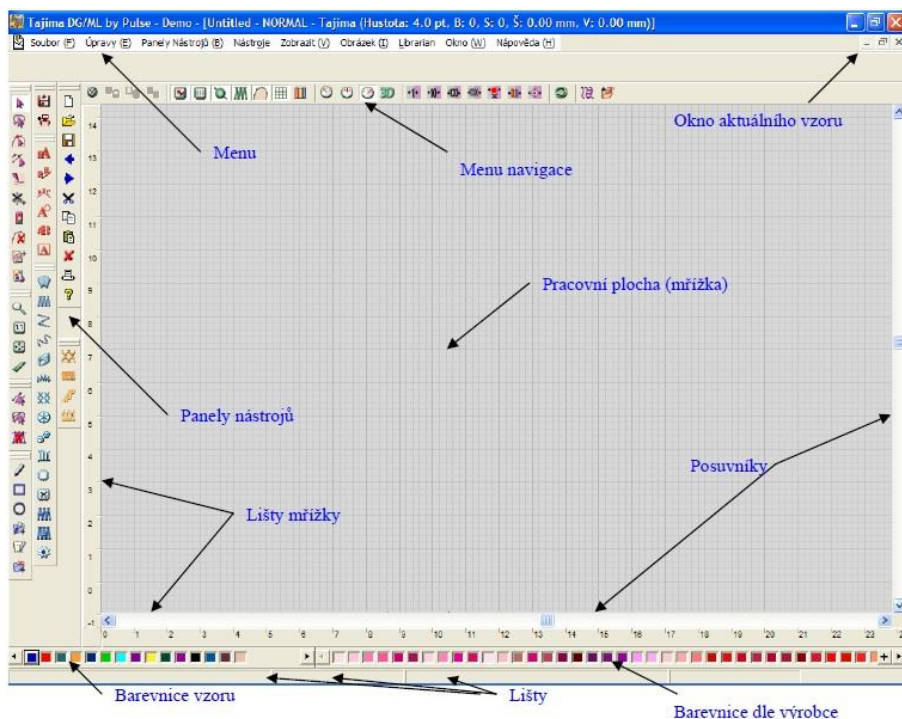 Tajima DG/ML by Pulse - Demo - [Untitled - NORMAL - Tajima (Hustota: 4.0 pt, B: 0, S: 0, Š: 0.00 mm, V: 0.00 mm)]
Soubor (F) Úpravy (E) Panely Nástrojů (B) Nástroje Zobrazit (V) Obrázek (I) Librarian Okno (W) Nápověda (H)
Okno aktuálního vzoru
Menu
Menu navigace
Pracovní plocha (mřížka)
Panely nástrojů
Posuvníky
Lišty mřížky
14
13
12
11
10
9
8
7
6
5
4
3
2
1
0
-1
0 1 2 3 4 5 6 7 8 9 10 11 12 13 14 15 16 17 18 19 20 21 22 23
Barevnice vzoru
Lišty
Barevnice dle výrobce